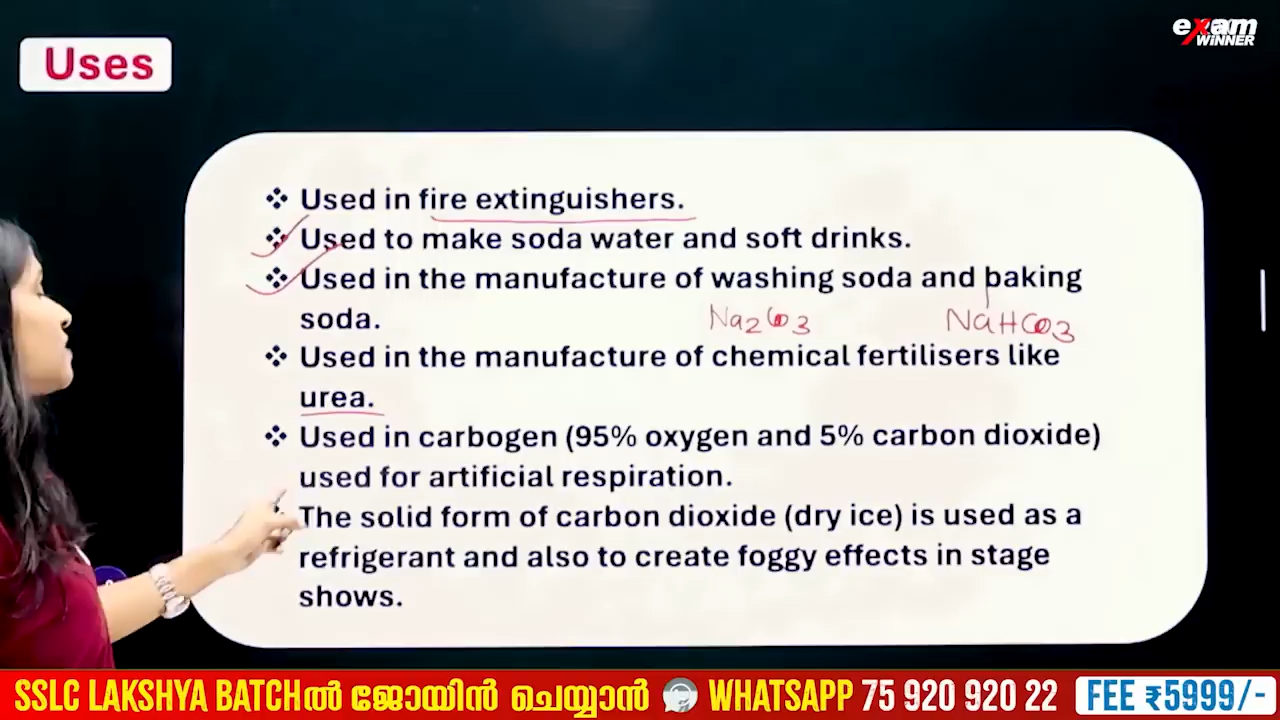 exam
WINNER
Uses
❖ Used in fire extinguishers.
❖ Used to make soda water and soft drinks.
❖ Used in the manufacture of washing soda and baking
soda.
Na2CO3 NaHCO3
❖ Used in the manufacture of chemical fertilisers like
urea.
❖ Used in carbogen (95% oxygen and 5% carbon dioxide)
used for artificial respiration.
The solid form of carbon dioxide (dry ice) is used as a
refrigerant and also to create foggy effects in stage
shows.
SSLC LAKSHYA BATCHൽ ജോയിൻ ചെയ്യാൻ WHATSAPP 75 920 920 22 FEE ₹5999/-